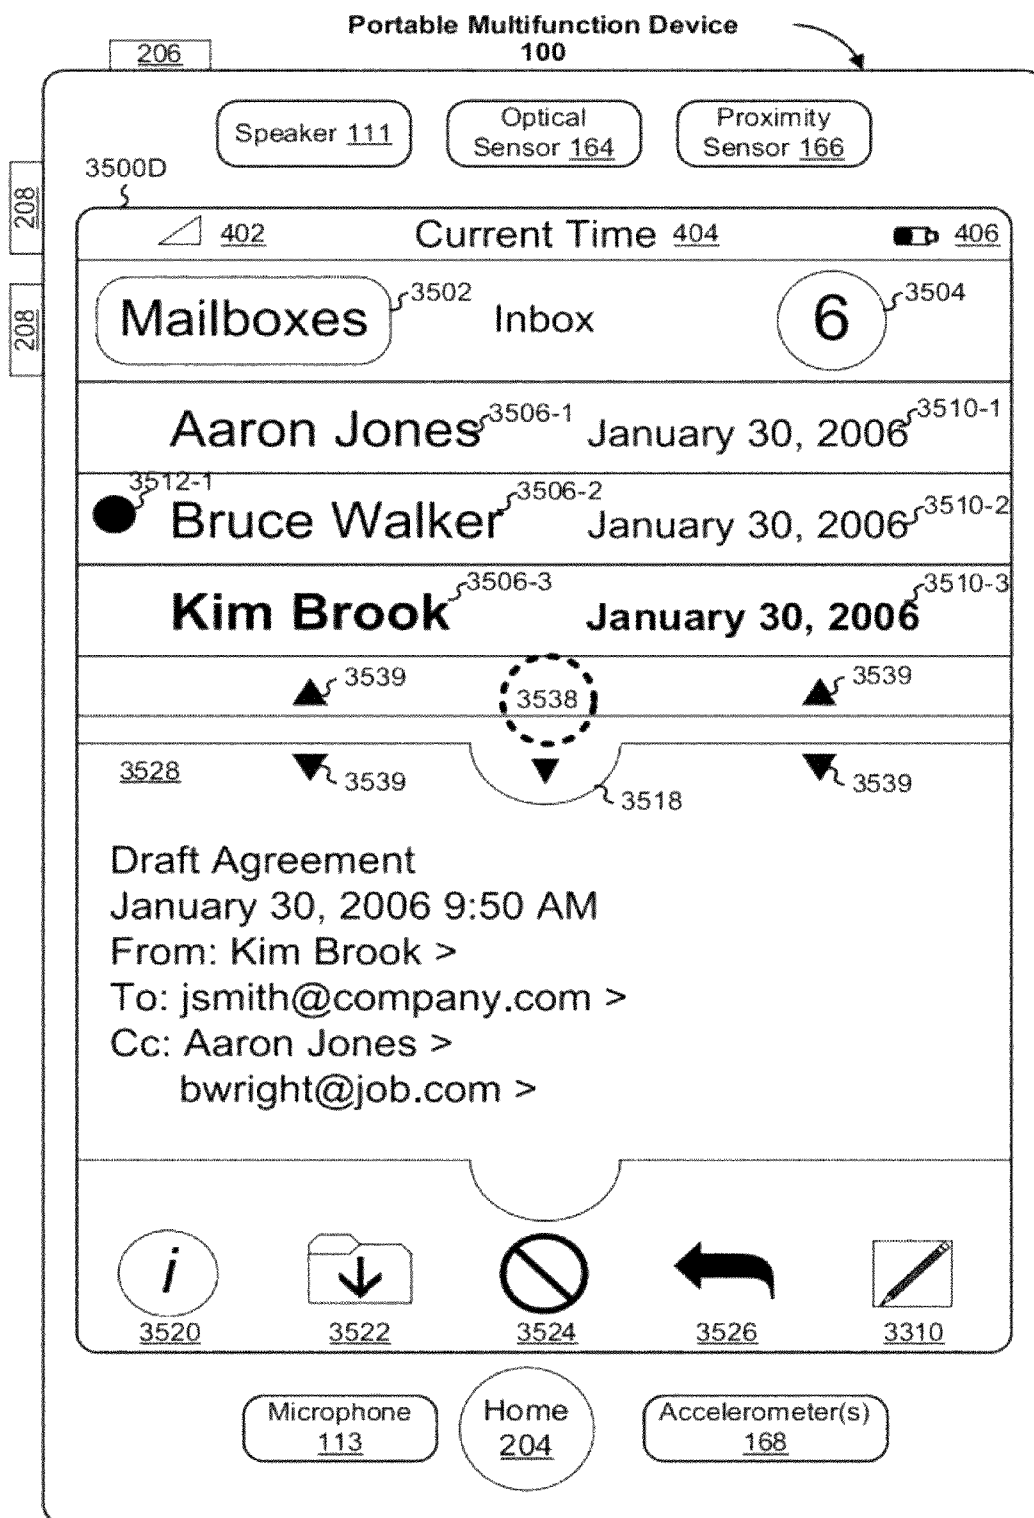 Portable Multifunction Device
100
206
Speaker 111
Optical
Sensor 164
Proximity
Sensor 166
3500D
208
208
402
Current Time 404
406
Mailboxes
3502
Inbox
6
3504
Aaron Jones
3506-1
January 30, 2006
3510-1
3512-1
Bruce Walker
3506-2
January 30, 2006
3510-2
Kim Brook
3506-3
January 30, 2006
3510-3
3539
3538
3539
3528
3539
3518
3539
Draft Agreement
January 30, 2006 9:50 AM
From: Kim Brook >
To: jsmith@company.com >
Cc: Aaron Jones >
bwright@job.com >
i
3520
3522
3524
3526
3310
Microphone
113
Home
204
Accelerometer(s)
168